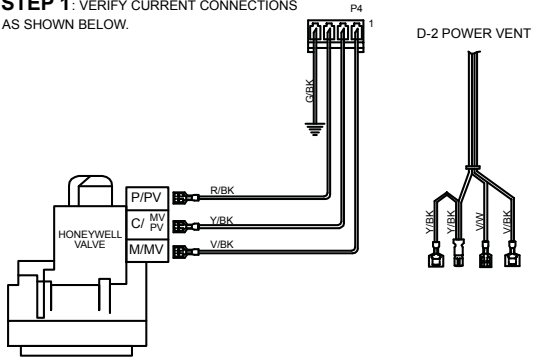 STEP 1: VERIFY CURRENT CONNECTIONS
AS SHOWN BELOW.
P4
1
D-2 POWER VENT
G/BK
P/PV
R/BK
C/ MV
PV
Y/BK
M/MV
V/BK
HONEYWELL
VALVE
Y/BK
Y/BK
V/W
V/BK